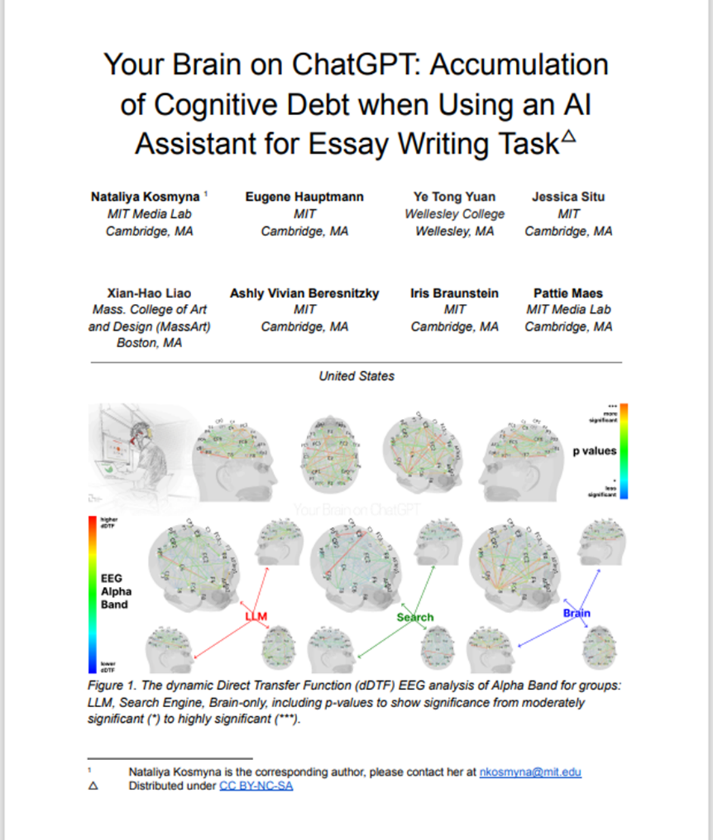 Your Brain on ChatGPT: Accumulation
of Cognitive Debt when Using an AI
Assistant for Essay Writing Task△
Nataliya Kosmyna ¹
MIT Media Lab
Cambridge, MA
Eugene Hauptmann
MIT
Cambridge, MA
Ye Tong Yuan
Wellesley College
Wellesley, MA
Jessica Situ
MIT
Cambridge, MA
Xian-Hao Liao
Mass. College of Art
and Design (MassArt)
Boston, MA
Ashly Vivian Beresnitzky
MIT
Cambridge, MA
Iris Braunstein
MIT
Cambridge, MA
Pattie Maes
MIT Media Lab
Cambridge, MA
United States
***
more
significant
p values
*
less
significant
Your Brain on ChatGPT
higher
dDTF
EEG
Alpha
Band
lower
dDTF
LLM
Search
Brain
Figure 1. The dynamic Direct Transfer Function (dDTF) EEG analysis of Alpha Band for groups:
LLM, Search Engine, Brain-only, including p-values to show significance from moderately
significant (*) to highly significant (***).
¹ Nataliya Kosmyna is the corresponding author, please contact her at nkosmyna@mit.edu
△ Distributed under CC BY-NC-SA